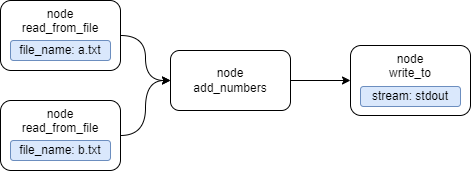 node
read_from_file
file_name: a.txt
node
read_from_file
file_name: b.txt
node
add_numbers
node
write_to
stream: stdout